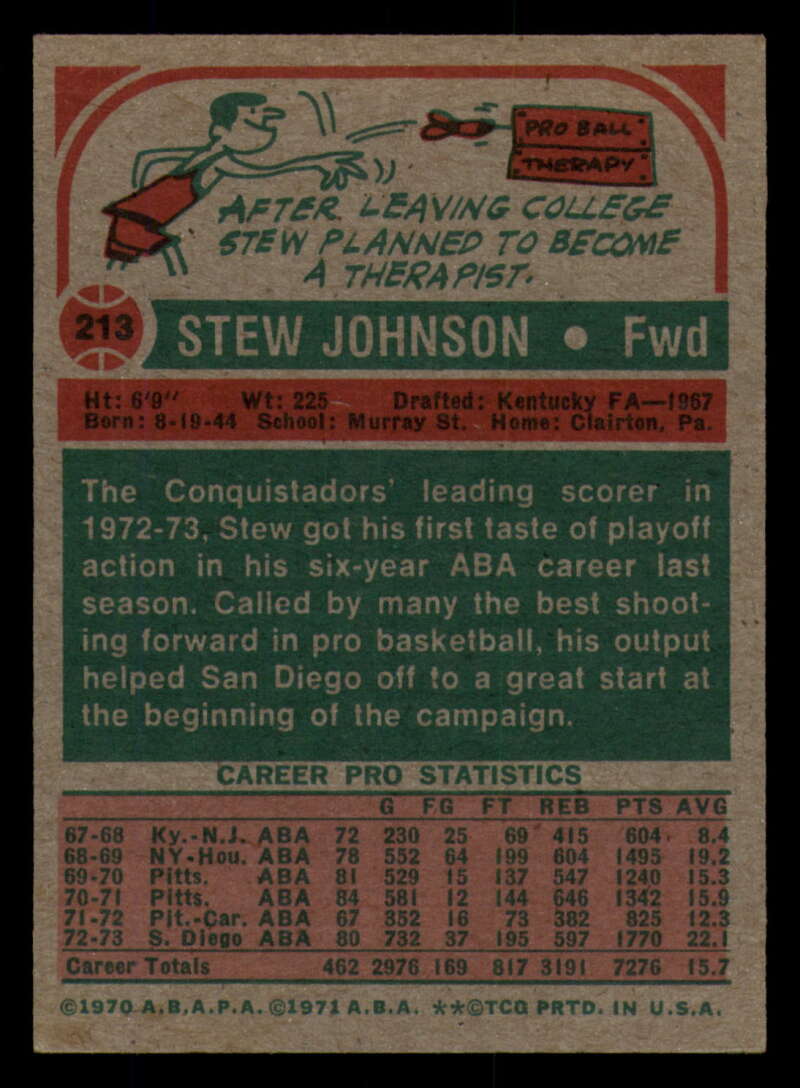 PRO BALL
THERAPY
AFTER LEAVING COLLEGE
STEW PLANNED TO BECOME
A THERAPIST.
213 STEW JOHNSON • Fwd
Ht: 6'9" Wt: 225 Drafted: Kentucky FA—1967
Born: 8-19-44 School: Murray St. Home: Clairton, Pa.
The Conquistadors' leading scorer in
1972-73, Stew got his first taste of playoff
action in his six-year ABA career last
season. Called by many the best shoot-
ing forward in pro basketball, his output
helped San Diego off to a great start at
the beginning of the campaign.
CAREER PRO STATISTICS
G FG FT REB PTS AVG
67-68 Ky.-N.J. ABA 72 230 25 69 415 604 8.4
68-69 NY-Hou. ABA 78 552 64 199 604 1495 19.2
69-70 Pitts. ABA 81 529 15 137 547 1240 15.3
70-71 Pitts. ABA 84 581 12 144 646 1342 15.9
71-72 Pit.-Car. ABA 67 352 16 73 382 825 12.3
72-73 S. Diego ABA 80 732 37 195 597 1770 22.1
Career Totals 462 2976 169 817 3191 7276 15.7
©1970 A.B.A.P.A. ©1971 A.B.A. **©TCG PRTD. IN U.S.A.